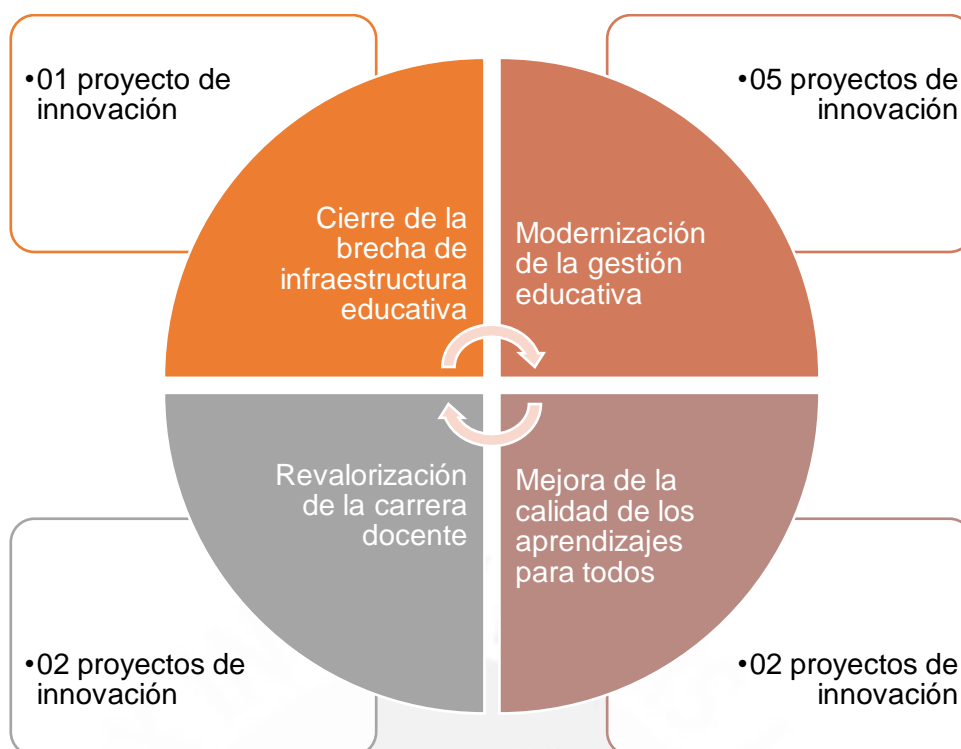 •01 proyecto de
innovación
•05 proyectos de
innovación
Cierre de la
brecha de
infraestructura
educativa
Modernización
de la gestión
educativa
Revalorización
de la carrera
docente
Mejora de la
calidad de los
aprendizajes
para todos
•02 proyectos de
innovación
•02 proyectos de
innovación